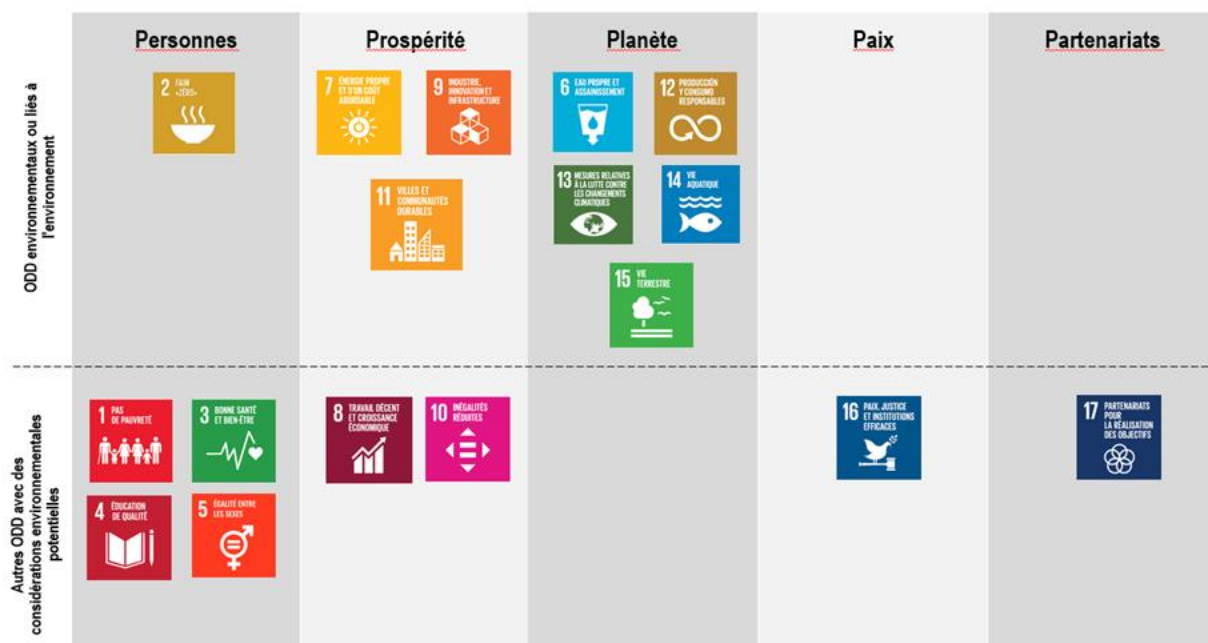 Personnes
Prospérité
Planète
Paix
Partenariats
ODD environnementaux ou liés à
l'environnement
2 FAIM
«ZÉRO»
7 ÉNERGIE PROPRE
ET D'UN COÛT
ABORDABLE
9 INDUSTRIE,
INNOVATION ET
INFRASTRUCTURE
11 VILLES ET
COMMUNAUTÉS
DURABLES
6 EAU PROPRE ET
ASSAINISSEMENT
12 PRODUCCIÓN
Y CONSUMO
RESPONSABLES
13 MESURES RELATIVES
À LA LUTTE CONTRE
LES CHANGEMENTS
CLIMATIQUES
14 VIE
AQUATIQUE
15 VIE
TERRESTRE
Autres ODD avec des
considérations environnementales
potentielles
1 PAS
DE PAUVRETÉ
3 BONNE SANTÉ
ET BIEN-ÊTRE
4 ÉDUCATION
DE QUALITÉ
5 ÉGALITÉ ENTRE
LES SEXES
8 TRAVAIL DÉCENT
ET CROISSANCE
ÉCONOMIQUE
10 INÉGALITÉS
RÉDUITES
16 PAIX, JUSTICE
ET INSTITUTIONS
EFFICACES
17 PARTENARIATS
POUR
LA RÉALISATION
DES OBJECTIFS